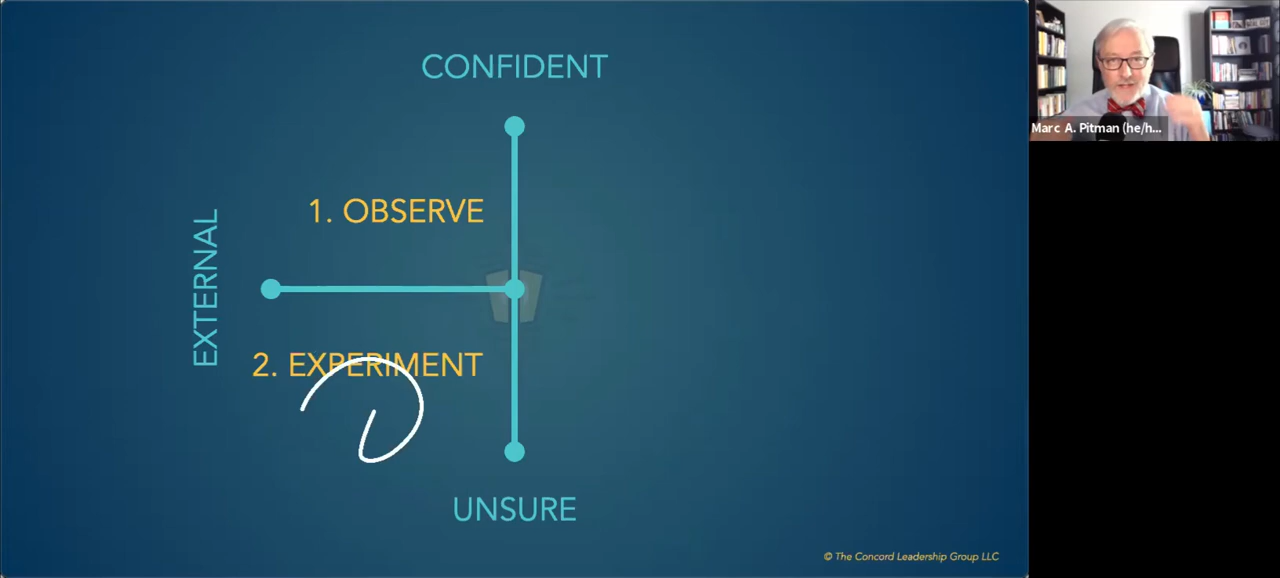 CONFIDENT
1. OBSERVE
EXTERNAL
2. EXPERIMENT
UNSURE
© The Concord Leadership Group LLC
Marc A. Pitman (he/h...